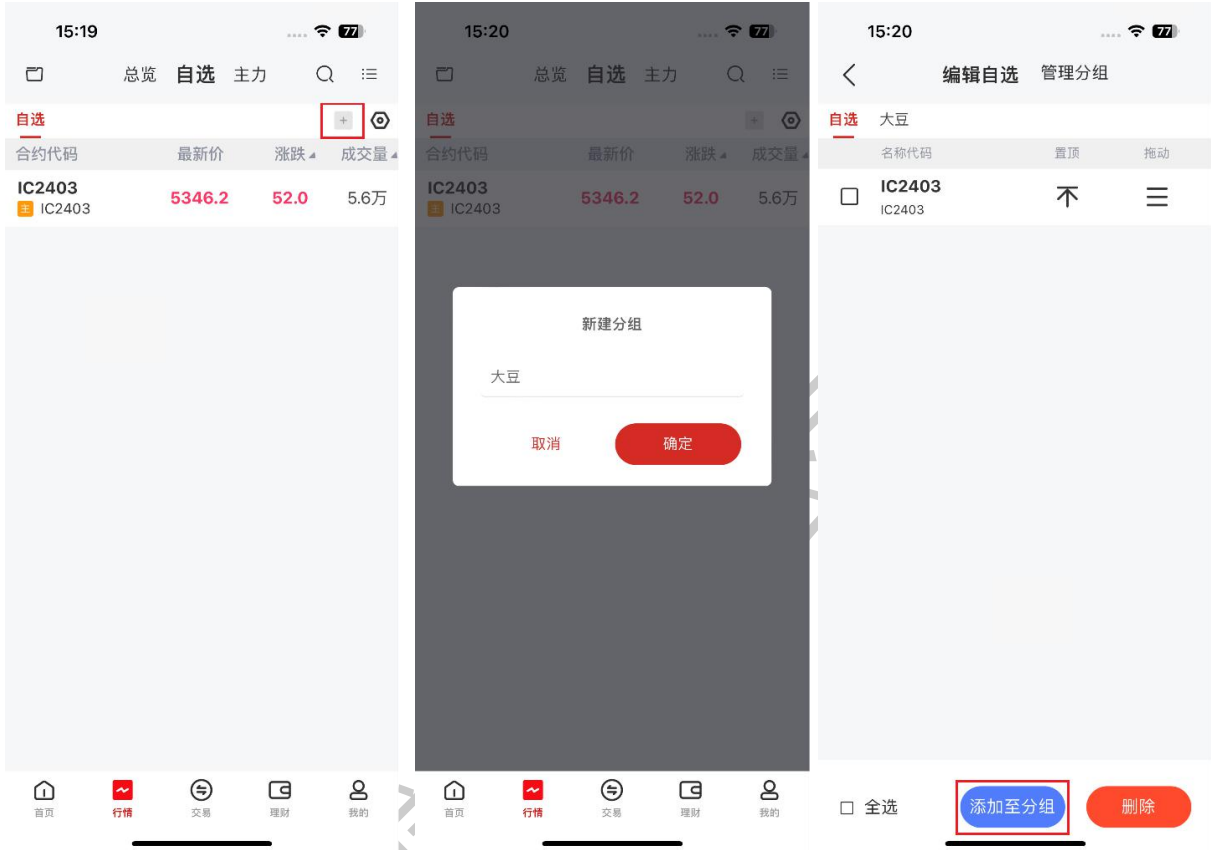 15:19
77
总览 自选 主力
自选
+
合约代码 最新价 涨跌 成交量
IC2403 5346.2 52.0 5.6万
主 IC2403
首页 行情 交易 理财 我的
15:20
77
总览 自选 主力
自选
+
合约代码 最新价 涨跌 成交量
IC2403 5346.2 52.0 5.6万
主 IC2403
新建分组
大豆
取消 确定
首页 行情 交易 理财 我的
15:20
77
编辑自选 管理分组
自选 大豆
名称代码 置顶 拖动
IC2403
IC2403
全选 添加至分组 删除